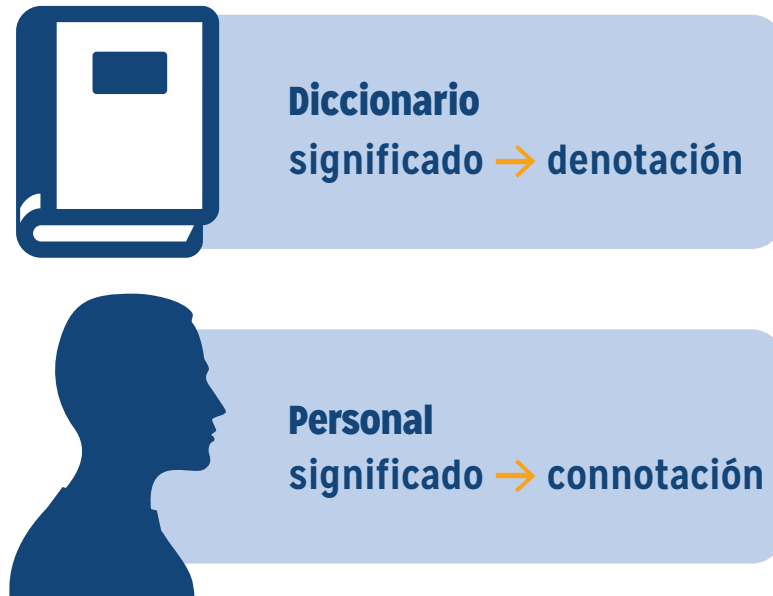 Diccionario
significado → denotación
Personal
significado → connotación